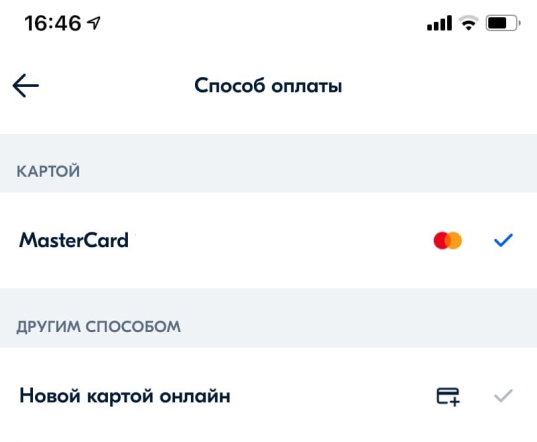 16:46
Способ оплаты
КАРТОЙ
MasterCard
ДРУГИМ СПОСОБОМ
Новой картой онлайн